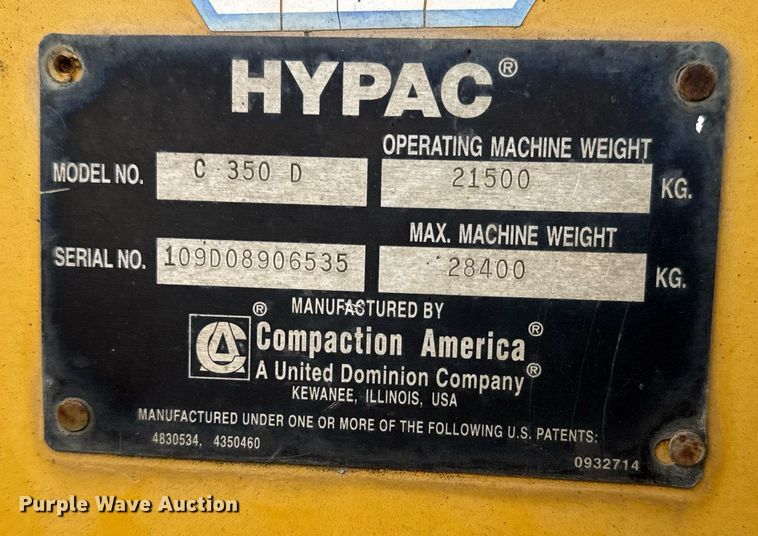 HYPAC®
OPERATING MACHINE WEIGHT
MODEL NO. C 350 D 21500 KG.
MAX. MACHINE WEIGHT
SERIAL NO. 109D08906535 28400 KG.
MANUFACTURED BY
CA ® Compaction America®
A United Dominion Company®
KEWANEE, ILLINOIS, USA
MANUFACTURED UNDER ONE OR MORE OF THE FOLLOWING U.S. PATENTS:
4830534, 4350460
0932714
Purple Wave Auction